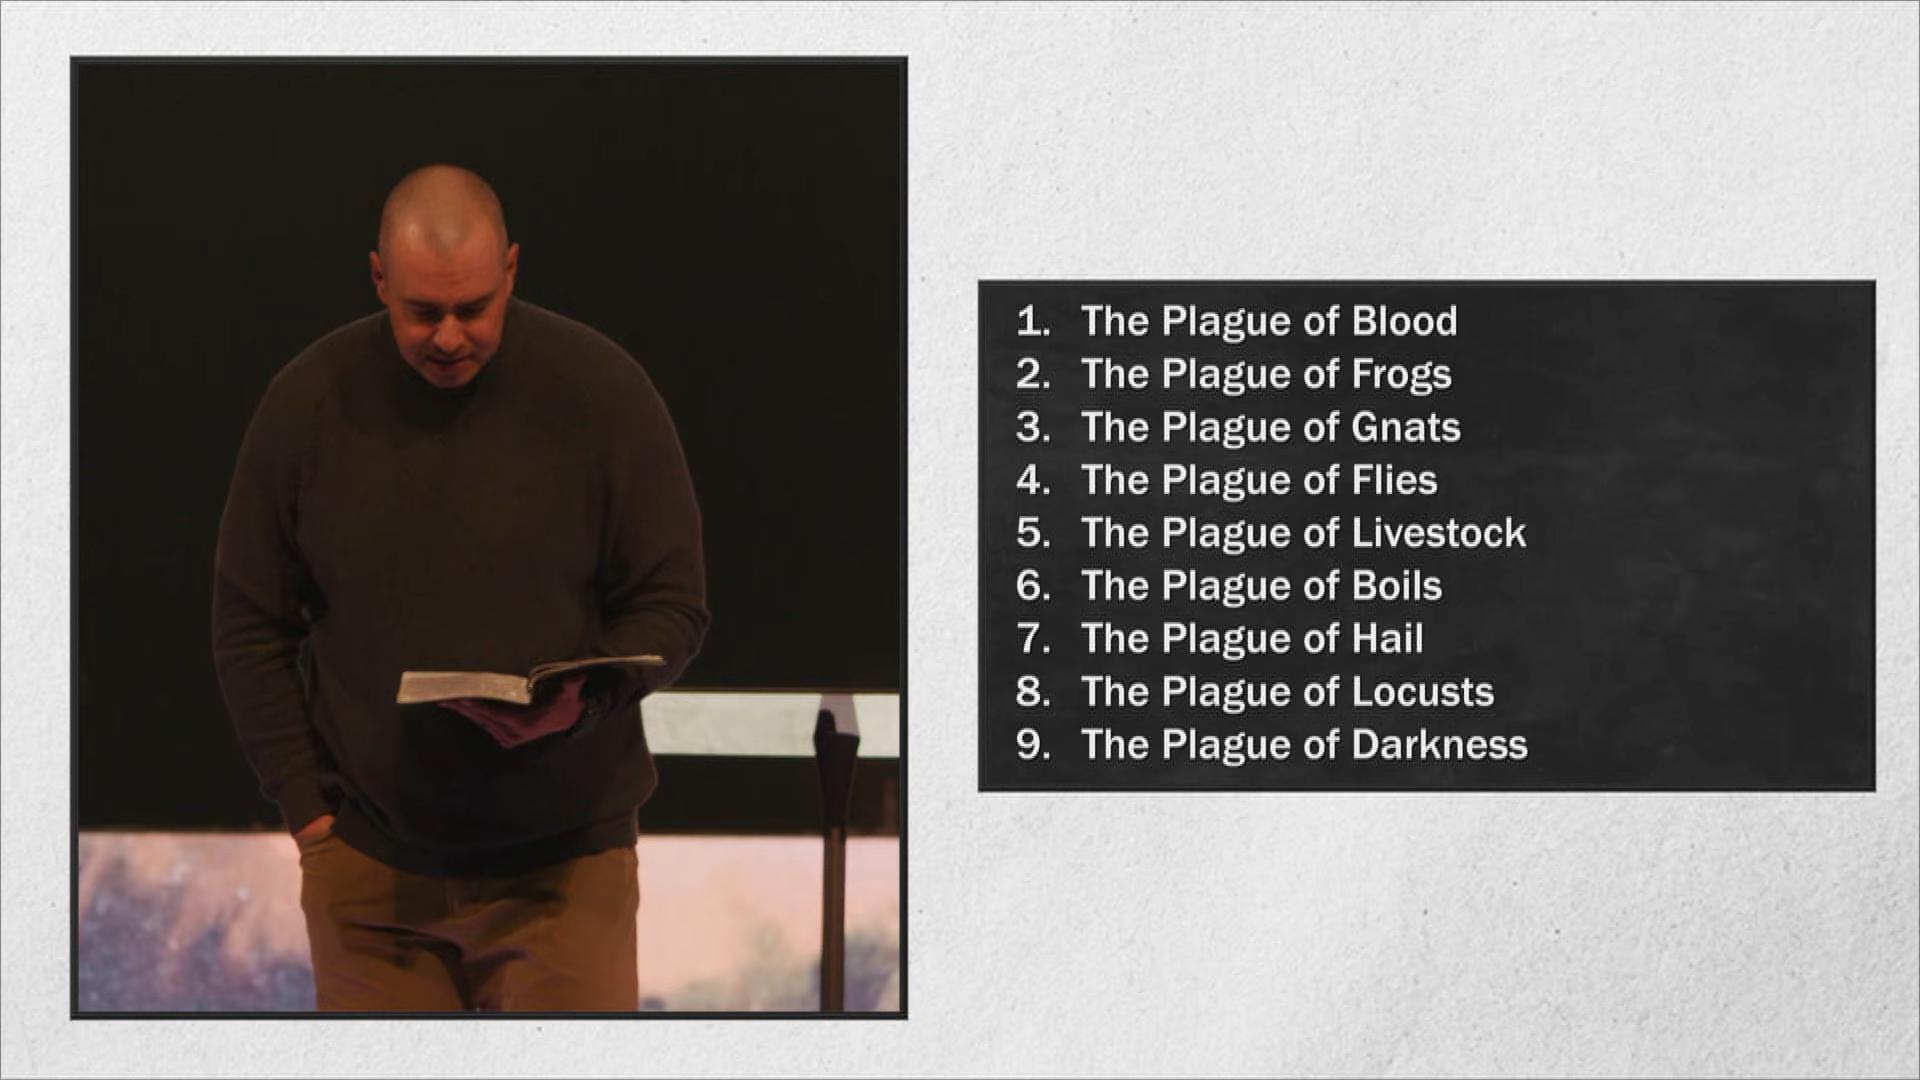 1. The Plague of Blood
2. The Plague of Frogs
3. The Plague of Gnats
4. The Plague of Flies
5. The Plague of Livestock
6. The Plague of Boils
7. The Plague of Hail
8. The Plague of Locusts
9. The Plague of Darkness